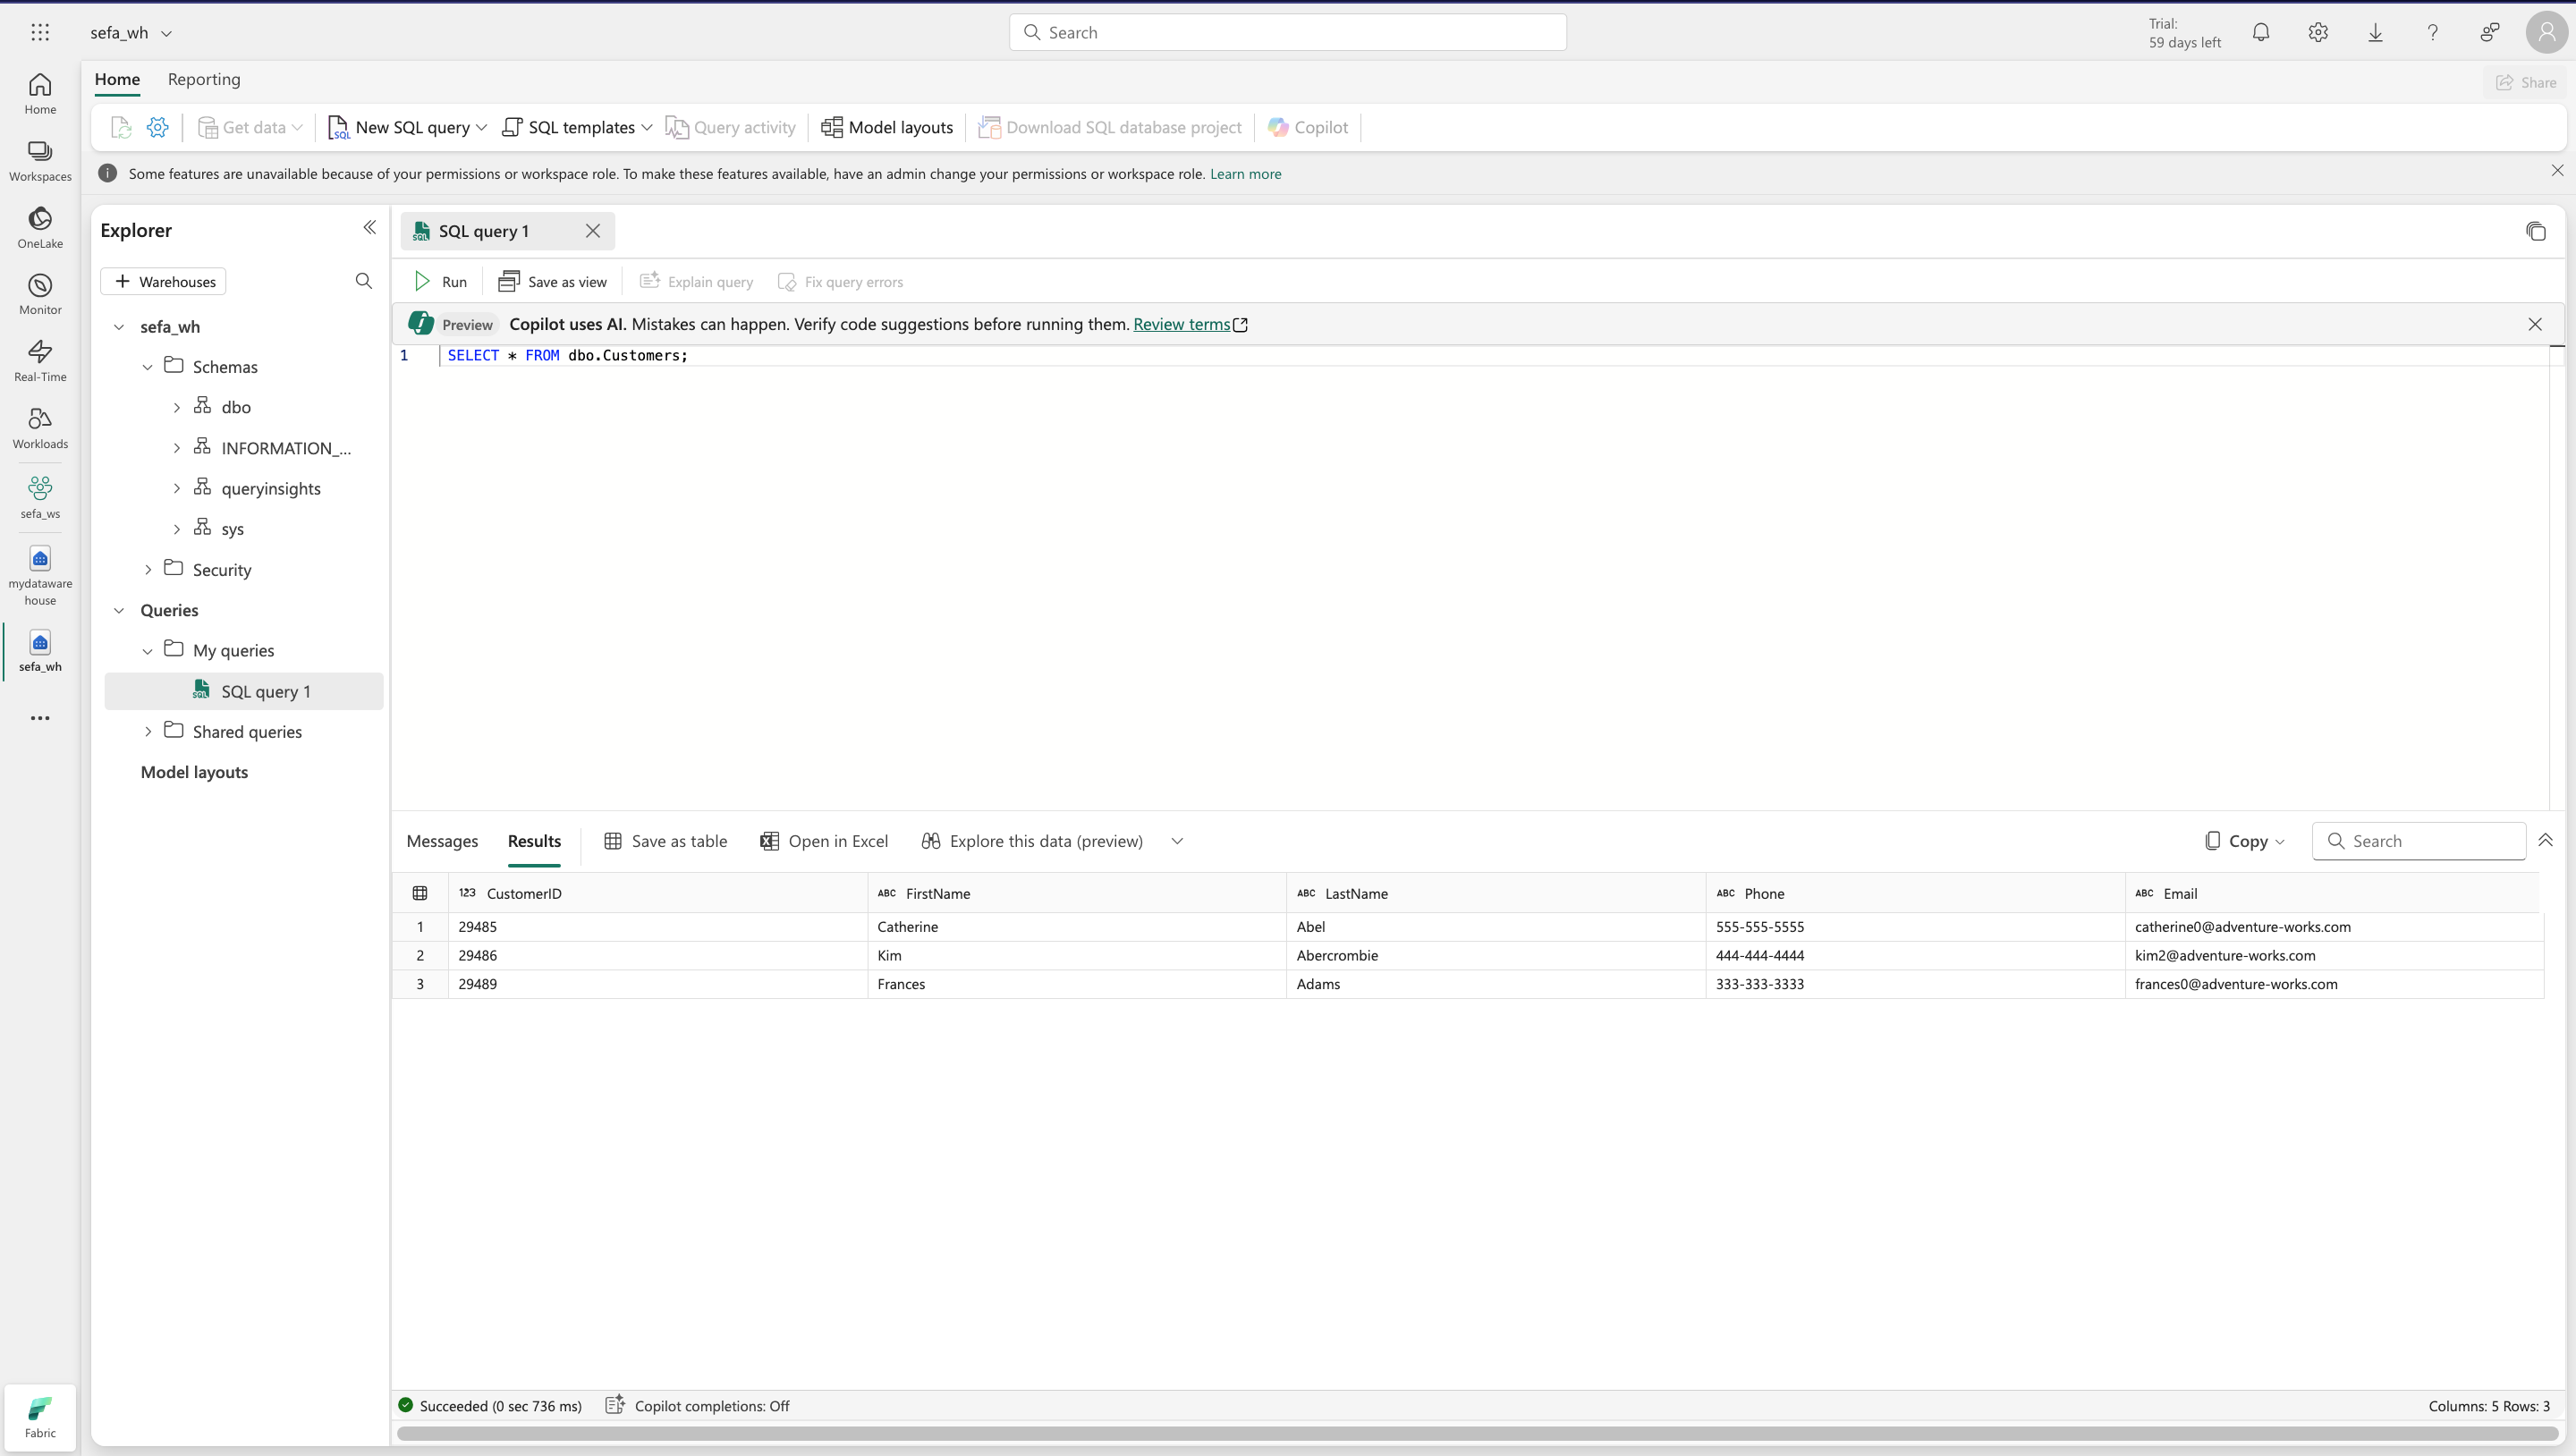 sefa_wh
Search
Trial:
59 days left
Home
Reporting
Share
Get data
New SQL query
SQL templates
Query activity
Model layouts
Download SQL database project
Copilot
Some features are unavailable because of your permissions or workspace role. To make these features available, have an admin change your permissions or workspace role. Learn more
Home
Workspaces
OneLake
Monitor
Real-Time
Workloads
sefa_ws
mydataware
house
sefa_wh
Fabric
Explorer
Warehouses
sefa_wh
Schemas
dbo
INFORMATION_...
queryinsights
sys
Security
Queries
My queries
SQL query 1
Shared queries
Model layouts
SQL query 1
Run
Save as view
Explain query
Fix query errors
Preview Copilot uses AI. Mistakes can happen. Verify code suggestions before running them. Review terms
1 SELECT * FROM dbo.Customers;
Messages
Results
Save as table
Open in Excel
Explore this data (preview)
Copy
Search
123 CustomerID ABC FirstName ABC LastName ABC Phone ABC Email
1 29485 Catherine Abel 555-555-5555 catherine0@adventure-works.com
2 29486 Kim Abercrombie 444-444-4444 kim2@adventure-works.com
3 29489 Frances Adams 333-333-3333 frances0@adventure-works.com
Succeeded (0 sec 736 ms)
Copilot completions: Off
Columns: 5 Rows: 3